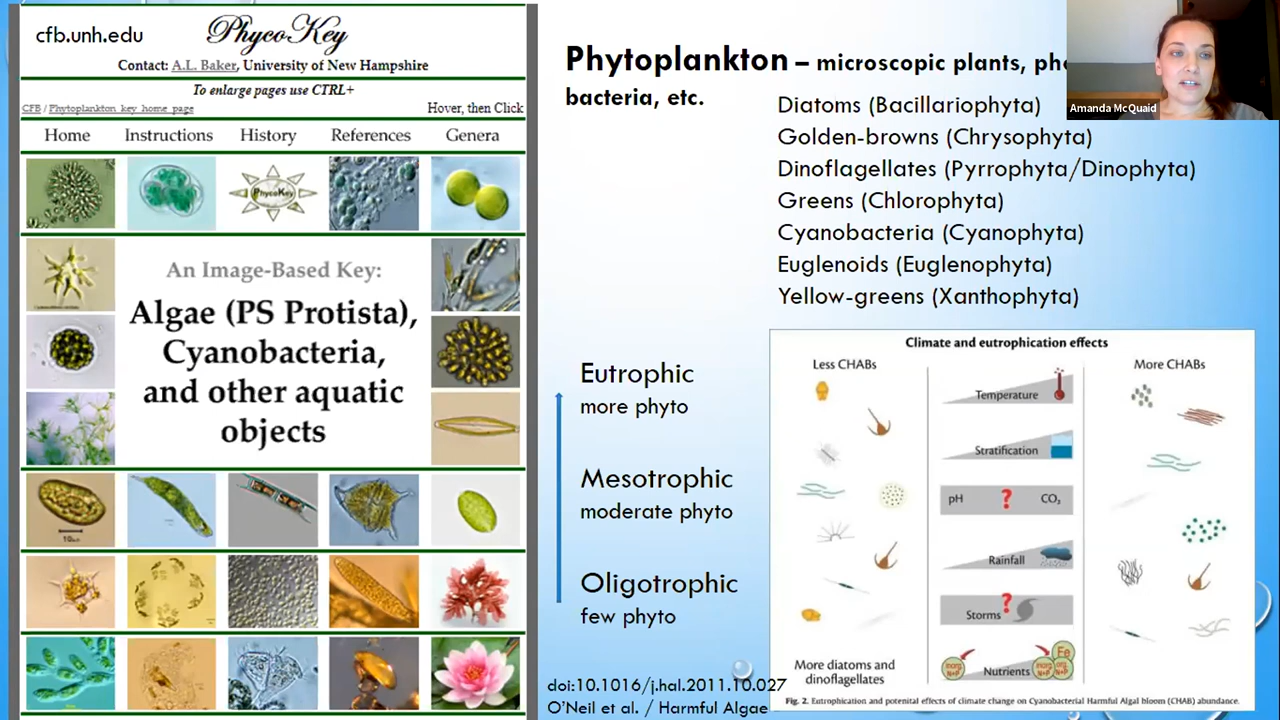 cfb.unh.edu
PhycoKey
Contact: A.L. Baker, University of New Hampshire
To enlarge pages use CTRL+
CFB / Phytoplankton key home page
Hover, then Click
Home Instructions History References Genera
PhycoKey
An Image-Based Key:
Algae (PS Protista),
Cyanobacteria,
and other aquatic
objects
Phytoplankton – microscopic plants,
bacteria, etc.
Amanda McQuaid
Diatoms (Bacillariophyta)
Golden-browns (Chrysophyta)
Dinoflagellates (Pyrrophyta/Dinophyta)
Greens (Chlorophyta)
Cyanobacteria (Cyanophyta)
Euglenoids (Euglenophyta)
Yellow-greens (Xanthophyta)
Eutrophic
more phyto
Mesotrophic
moderate phyto
Oligotrophic
few phyto
Climate and eutrophication effects
Less CHABs
More CHABs
Temperature
Stratification
pH ? CO₂
Rainfall
Storms ?
Nutrients
inorg N+P
inorg N+P
Fe
org N+P
More diatoms and
dinoflagellates
Fig. 2. Eutrophication and potential effects of climate change on Cyanobacterial Harmful Algal bloom (CHAB) abundance.
doi:10.1016/j.hal.2011.10.027
O'Neil et al. / Harmful Algae